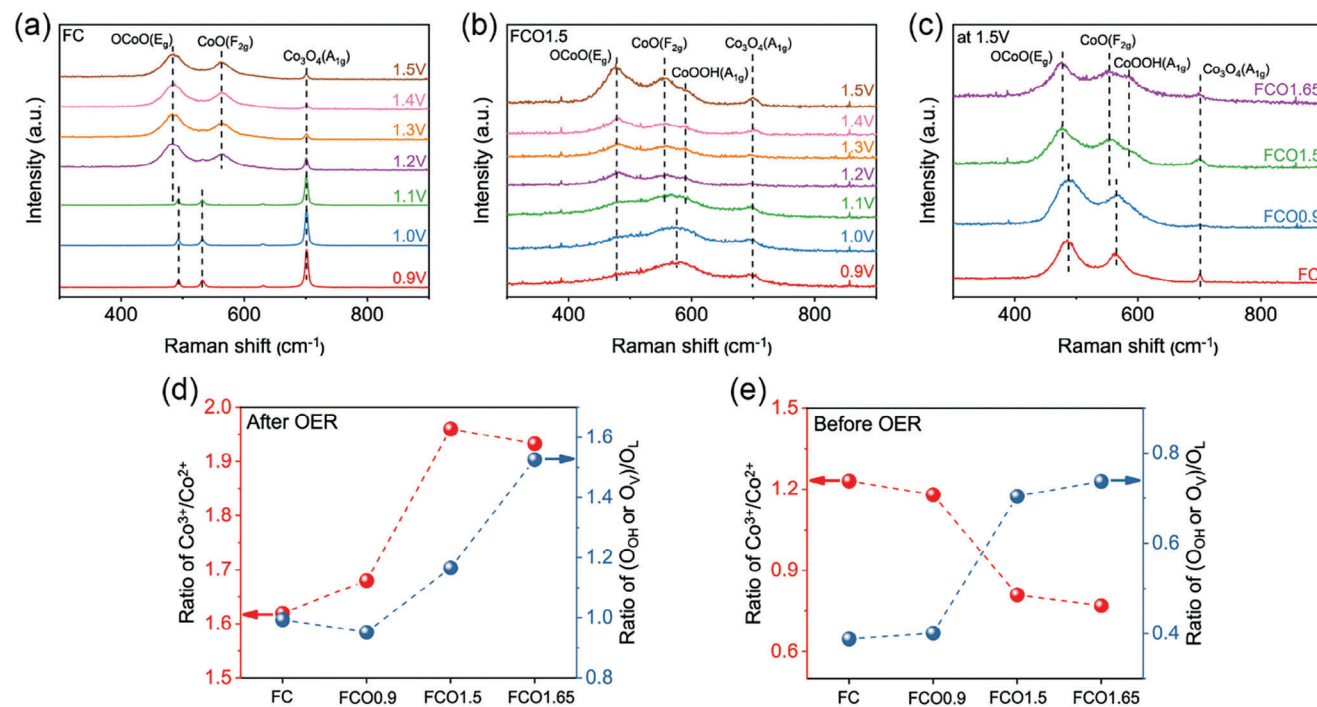 (a)
FC
OCoO(Eg)
CoO(F2g)
Co3O4(A1g)
1.5V
1.4V
1.3V
1.2V
1.1V
1.0V
0.9V
Intensity (a.u.)
400
600
800
Raman shift (cm-1)
(b)
FCO1.5
OCoO(Eg)
CoO(F2g)
CoOOH(A1g)
Co3O4(A1g)
1.5V
1.4V
1.3V
1.2V
1.1V
1.0V
0.9V
Intensity (a.u.)
400
600
800
Raman shift (cm-1)
(c)
at 1.5V
OCoO(Eg)
CoO(F2g)
CoOOH(A1g)
Co3O4(A1g)
FCO1.65
FCO1.5
FCO0.9
FC
Intensity (a.u.)
400
600
800
Raman shift (cm-1)
(d)
After OER
Ratio of Co3+/Co2+
2.0
1.9
1.8
1.7
1.6
1.5
1.6
1.4
1.2
1.0
0.8
Ratio of (OOH or OV)/OL
FC
FCO0.9
FCO1.5
FCO1.65
(e)
Before OER
Ratio of Co3+/Co2+
1.5
1.2
0.9
0.6
0.8
0.6
0.4
Ratio of (OOH or OV)/OL
FC
FCO0.9
FCO1.5
FCO1.65